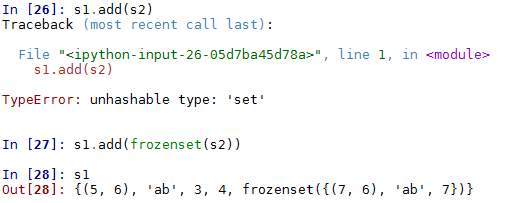 In [26]: s1.add(s2)
Traceback (most recent call last):
File "<ipython-input-26-05d7ba45d78a>", line 1, in <module>
s1.add(s2)
TypeError: unhashable type: 'set'
In [27]: s1.add(frozenset(s2))
In [28]: s1
Out[28]: {(5, 6), 'ab', 3, 4, frozenset({(7, 6), 'ab', 7})}